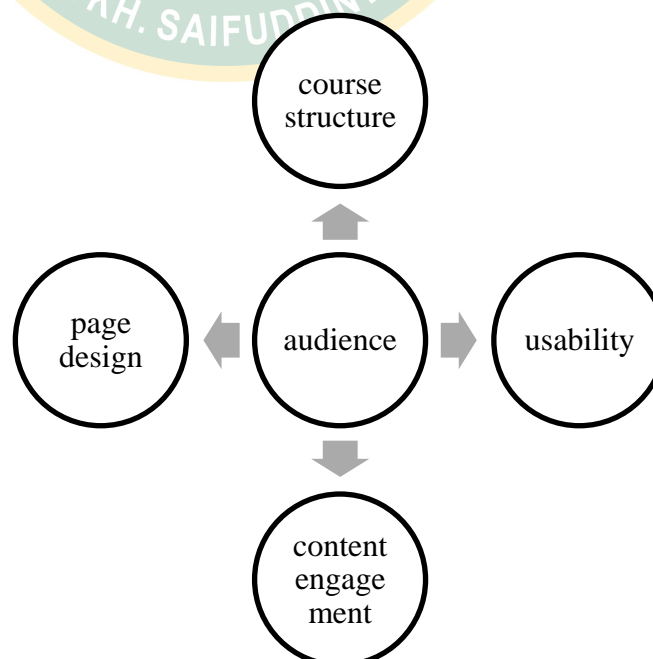 KH. SAIFUDDIN
course
structure
page
design
audience
usability
content
engage
ment